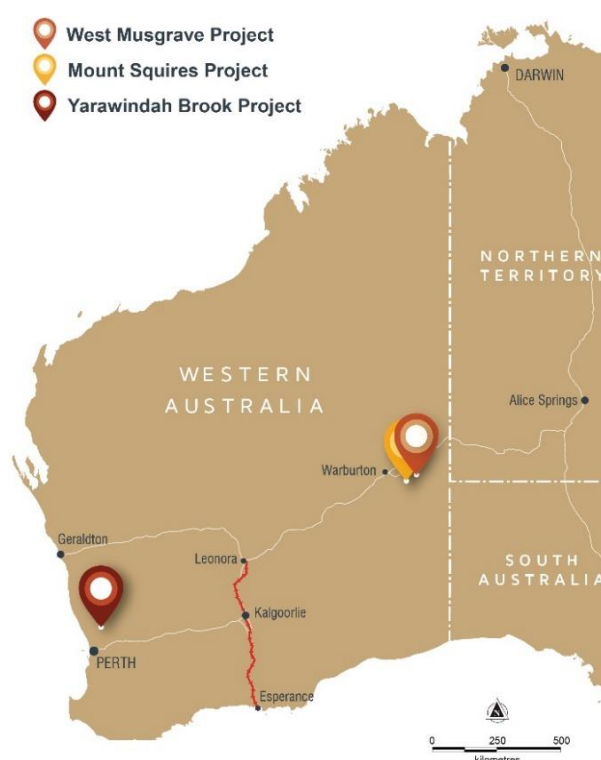 West Musgrave Project
Mount Squires Project
Yarawindah Brook Project
DARWIN
NORTHERN
TERRITORY
WESTERN
AUSTRALIA
Alice Springs
Warburton
Geraldton
Leonora
SOUTH
AUSTRALIA
Kalgoorlie
PERTH
Esperance
0 250 500
kilometres